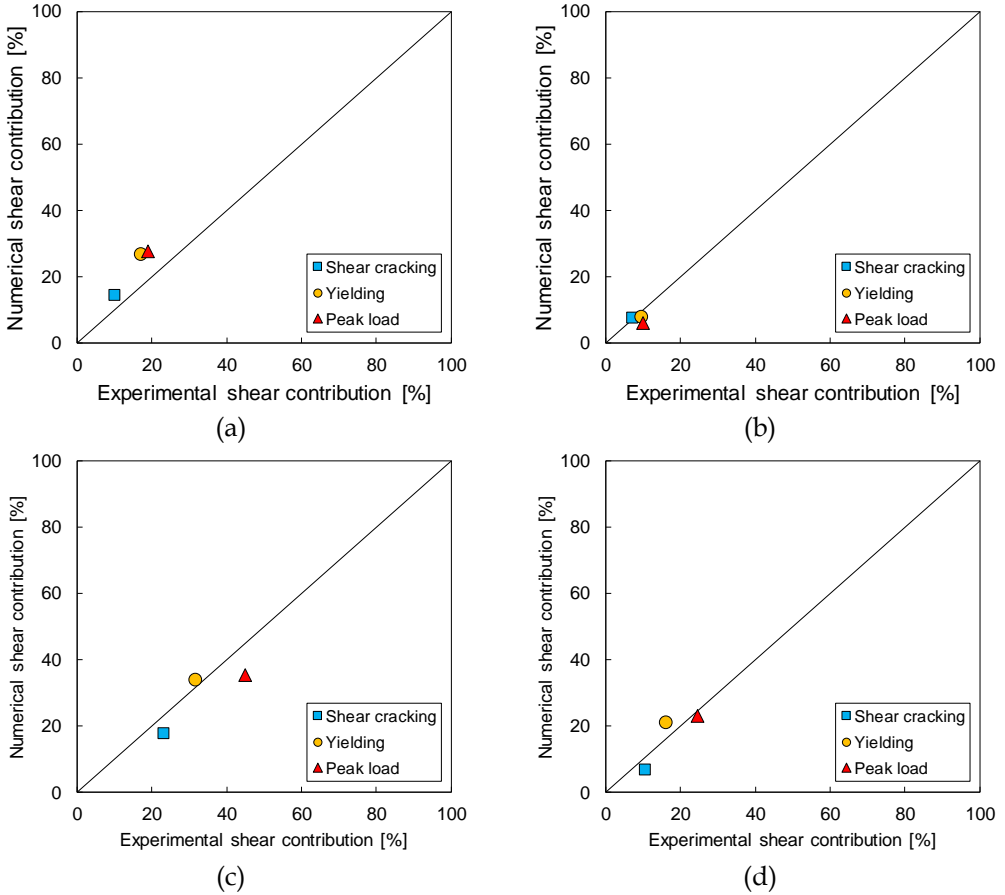 100
80
60
40
20
0
Numerical shear contribution [%]
Shear cracking
Yielding
Peak load
0 20 40 60 80 100
Experimental shear contribution [%]
(a)
100
80
60
40
20
0
Numerical shear contribution [%]
Shear cracking
Yielding
Peak load
0 20 40 60 80 100
Experimental shear contribution [%]
(b)
100
80
60
40
20
0
Numerical shear contribution [%]
Shear cracking
Yielding
Peak load
0 20 40 60 80 100
Experimental shear contribution [%]
(c)
100
80
60
40
20
0
Numerical shear contribution [%]
Shear cracking
Yielding
Peak load
0 20 40 60 80 100
Experimental shear contribution [%]
(d)